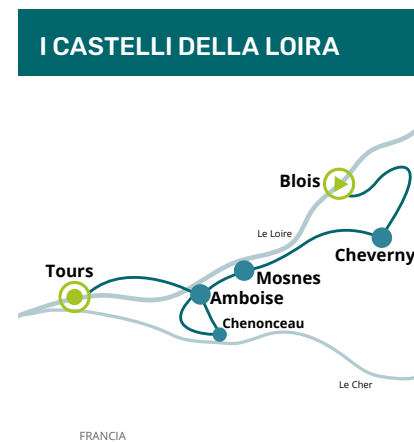 I CASTELLI DELLA LOIRA
Blois
Le Loire
Cheverny
Tours
Mosnes
Amboise
Chenonceau
Le Cher
FRANCIA